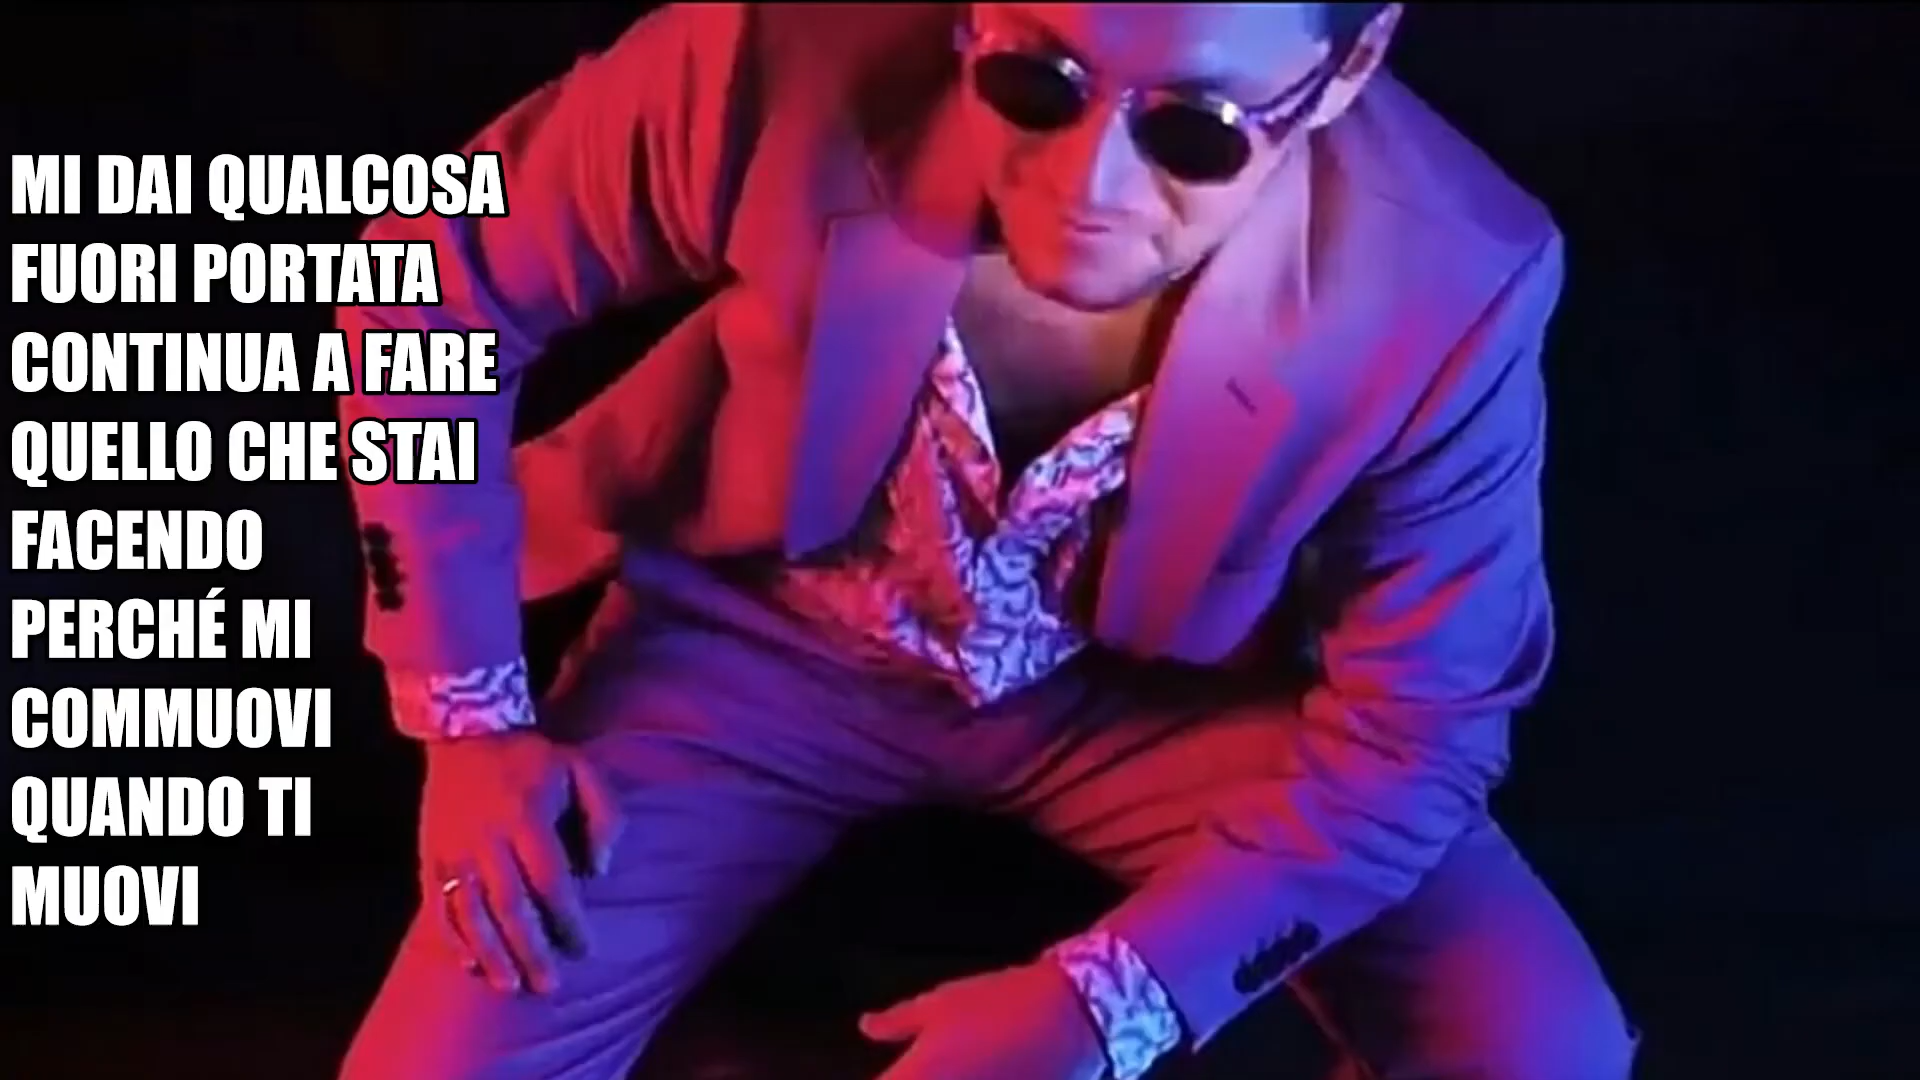 MI DAI QUALCOSA
FUORI PORTATA
CONTINUA A FARE
QUELLO CHE STAI
FACENDO
PERCHÉ MI
COMMUOVI
QUANDO TI
MUOVI